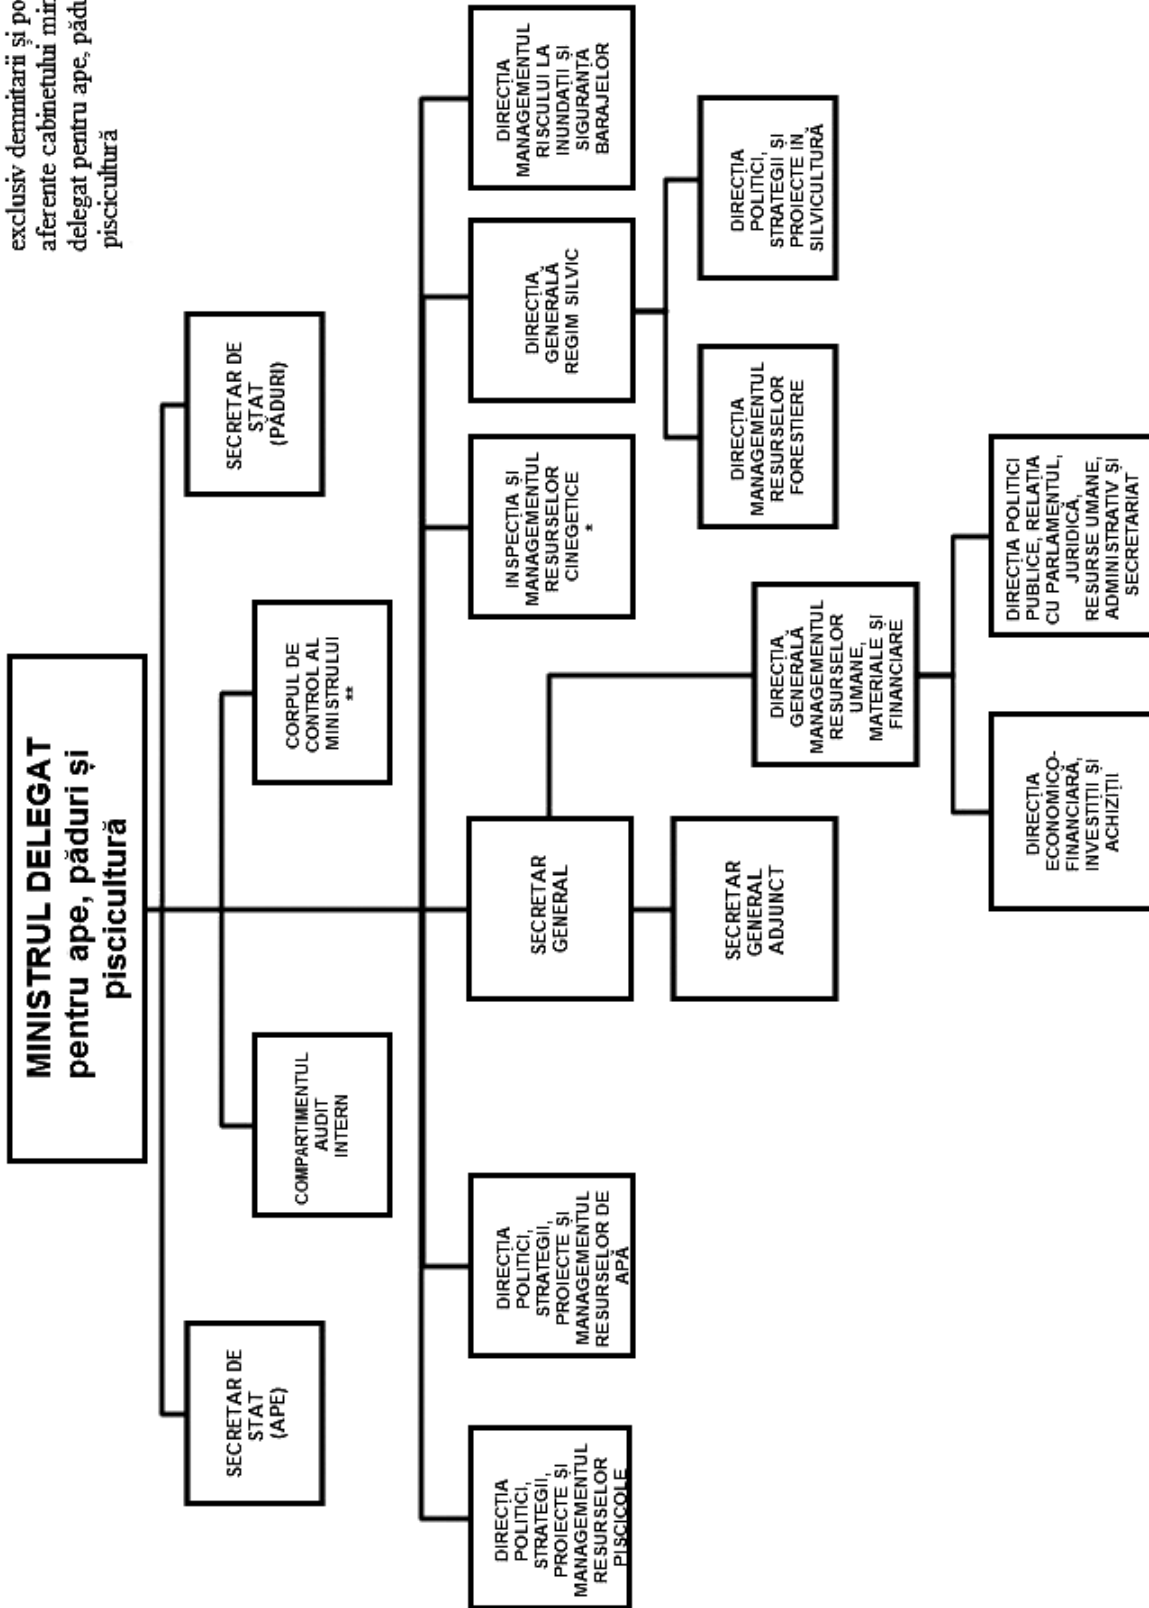 exclusiv demnitarii și
aferente cabinetului
delegat pentru ape,
piscicultură
MINISTRUL DELEGAT
pentru ape, păduri și
piscicultură
SECRETAR DE
STAT
(APE)
SECRETAR DE
STAT
(PĂDURI)
COMPARTIMENTUL
AUDIT
INTERN
CORPUL DE
CONTROL AL
MINISTRULUI
**
DIRECȚIA
POLITICI,
STRATEGII,
PROIECTE ȘI
MANAGEMENTUL
RESURSELOR
PISCICOLE
DIRECȚIA
POLITICI,
STRATEGII,
PROIECTE ȘI
MANAGEMENTUL
RESURSELOR DE
APĂ
SECRETAR
GENERAL
INSPECȚIA ȘI
MANAGEMENTUL
RESURSELOR
CINEGETICE
*
DIRECȚIA
GENERALĂ
REGIM SILVIC
DIRECȚIA
MANAGEMENTUL
RISCULUI LA
INUNDAȚII ȘI
SIGURANȚA
BARAJELOR
SECRETAR
GENERAL
ADJUNCT
DIRECȚIA
MANAGEMENTUL
RESURSELOR
FORESTIERE
DIRECȚIA
POLITICI,
STRATEGII ȘI
PROIECTE ÎN
SILVICULTURĂ
DIRECȚIA
GENERALĂ
MANAGEMENTUL
RESURSELOR
UMANE,
MATERIALE ȘI
FINANCIARE
DIRECȚIA
ECONOMICO-
FINANCIARĂ,
INVESTIȚII ȘI
ACHIZIȚII
DIRECȚIA POLITICI
PUBLICE, RELAȚIA
CU PARLAMENTUL,
JURIDICĂ,
RESURSE UMANE,
ADMINISTRATIV ȘI
SECRETARIAT